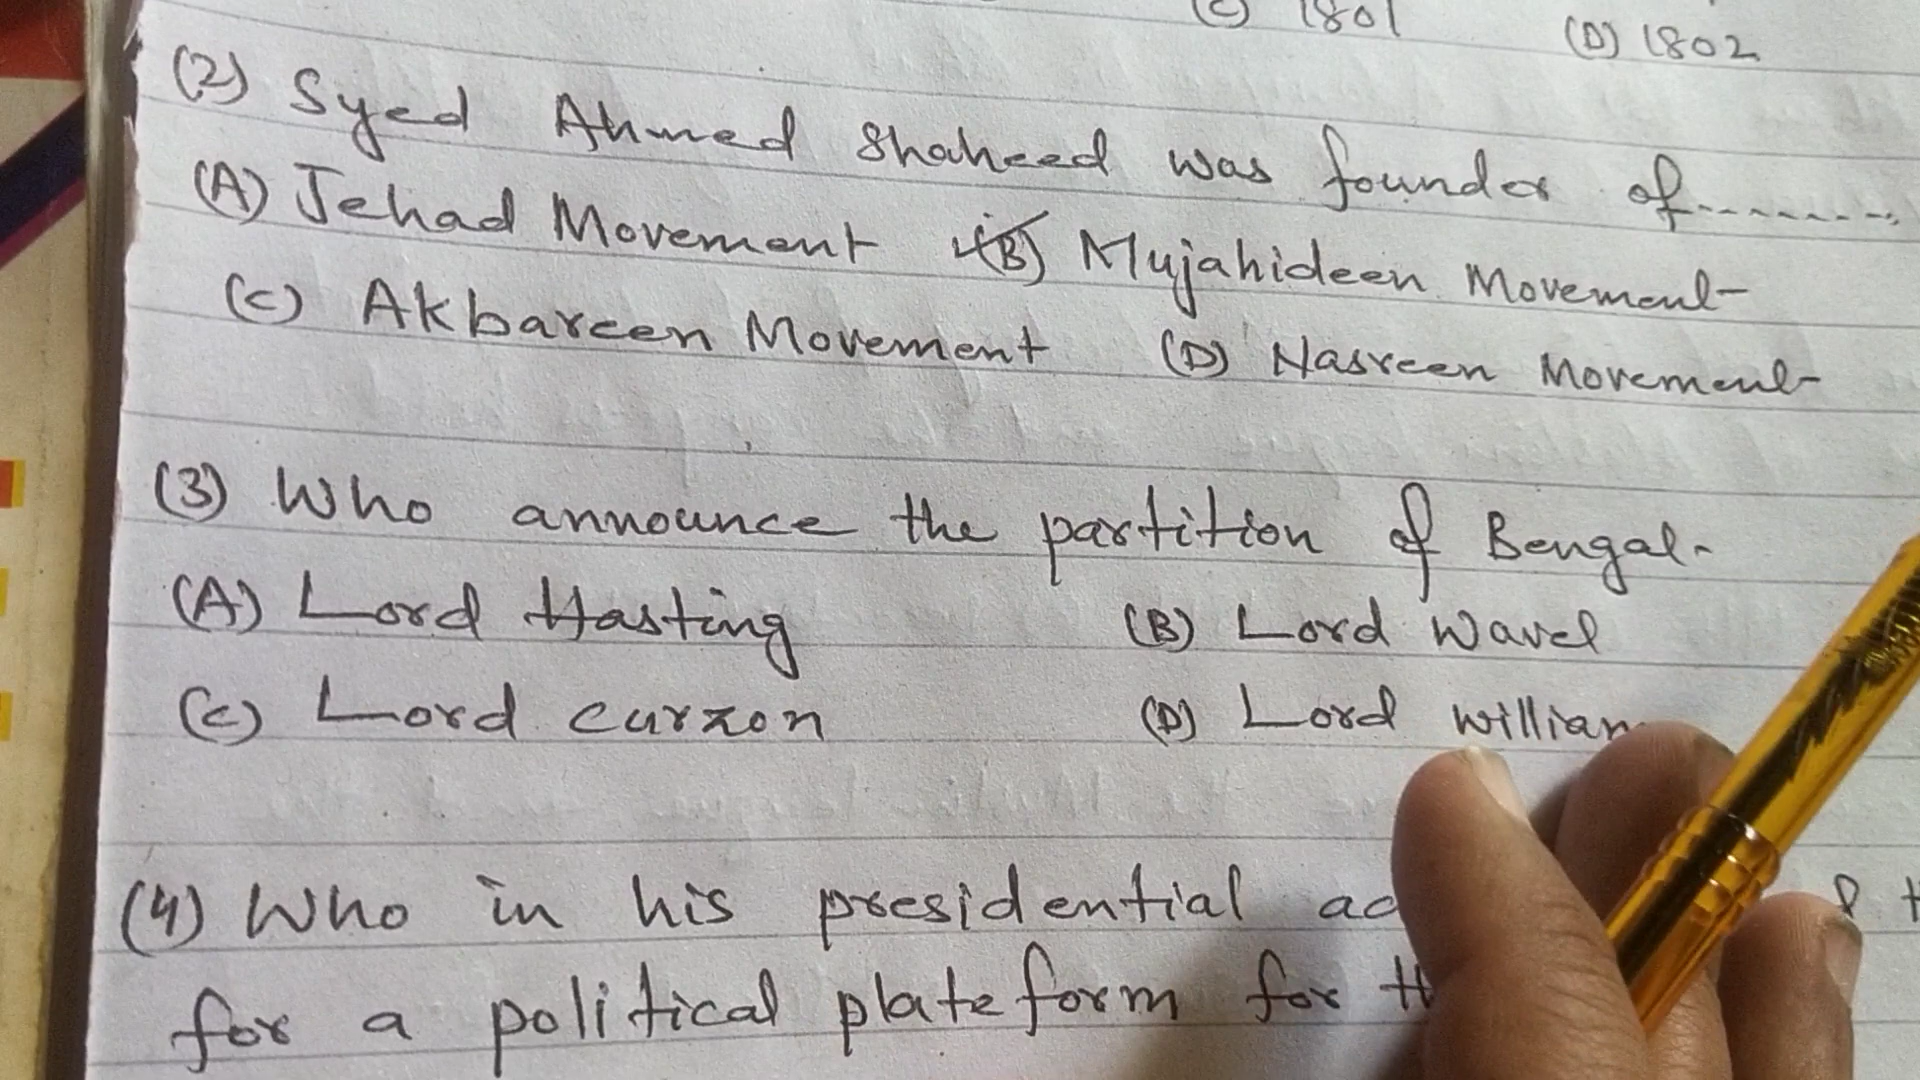 (C) 1801 (D) 1802
(2) Syed Ahmed Shaheed was founder of........
(A) Jehad Movement (B) Mujahideen Movement
(C) Akbareen Movement (D) Nasreen Movement
(3) Who announce the partition of Bengal-
(A) Lord Hasting (B) Lord Wavel
(C) Lord curzon (D) Lord william
(4) Who in his presidential
for a political plateform for